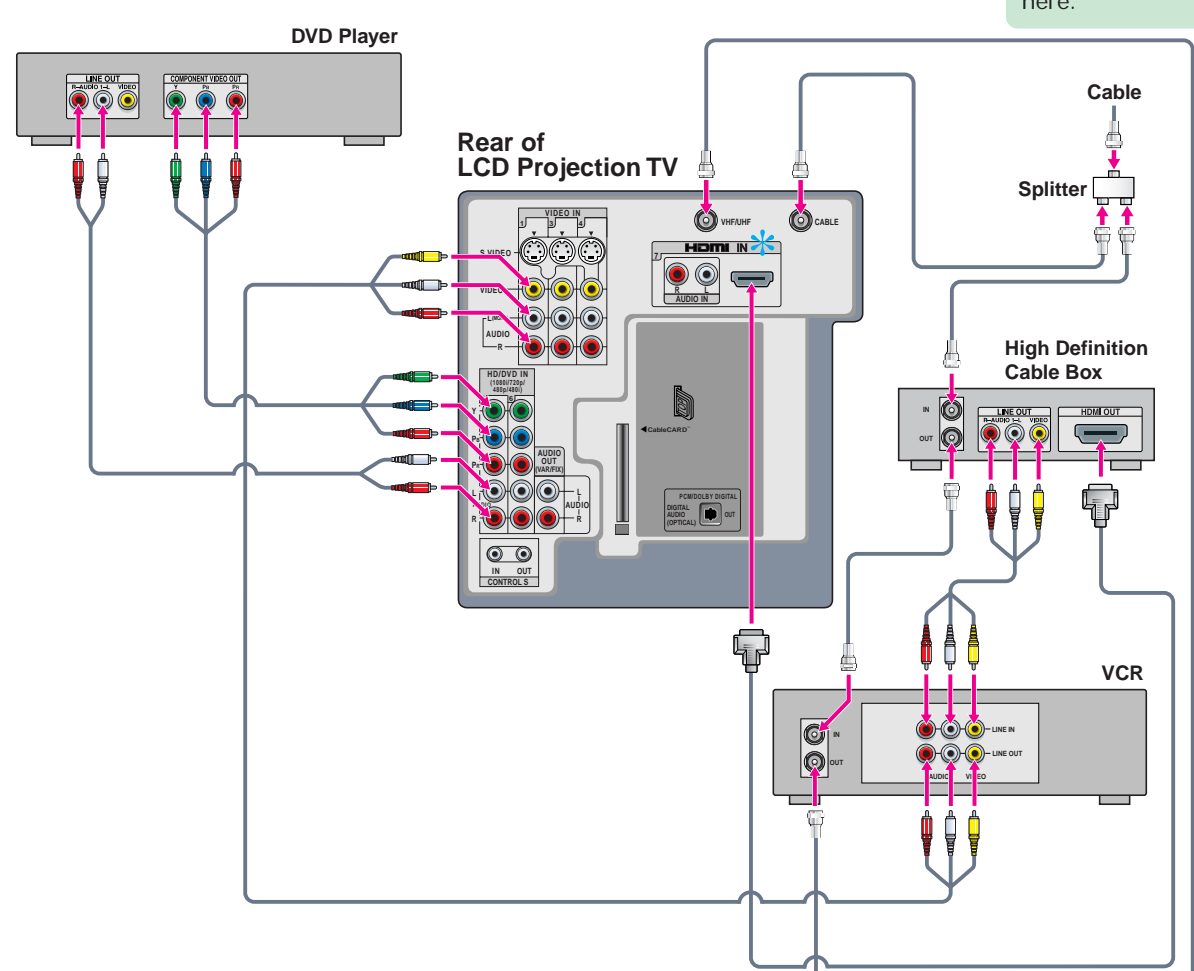 here.
DVD Player
LINE OUT
R–AUDIO 1–L VIDEO
COMPONENT VIDEO OUT
Y PB PR
Rear of
LCD Projection TV
Cable
Splitter
VIDEO IN
1 3 4
S VIDEO
VIDEO
L
AUDIO
R
VHF/UHF
CABLE
HDMI IN
7
R L
AUDIO IN
HD/DVD IN
(1080i/720p/
480p/480i)
6
Y
PB
PR
L
R
AUDIO
OUT
(VAR/FIX)
L
AUDIO
R
CableCARD™
PCM/DOLBY DIGITAL
DIGITAL
AUDIO
(OPTICAL)
OUT
IN OUT
CONTROL S
High Definition
Cable Box
IN
OUT
LINE OUT
R–AUDIO 1–L VIDEO
HDMI OUT
VCR
IN
OUT
LINE IN
LINE OUT
AUDIO VIDEO